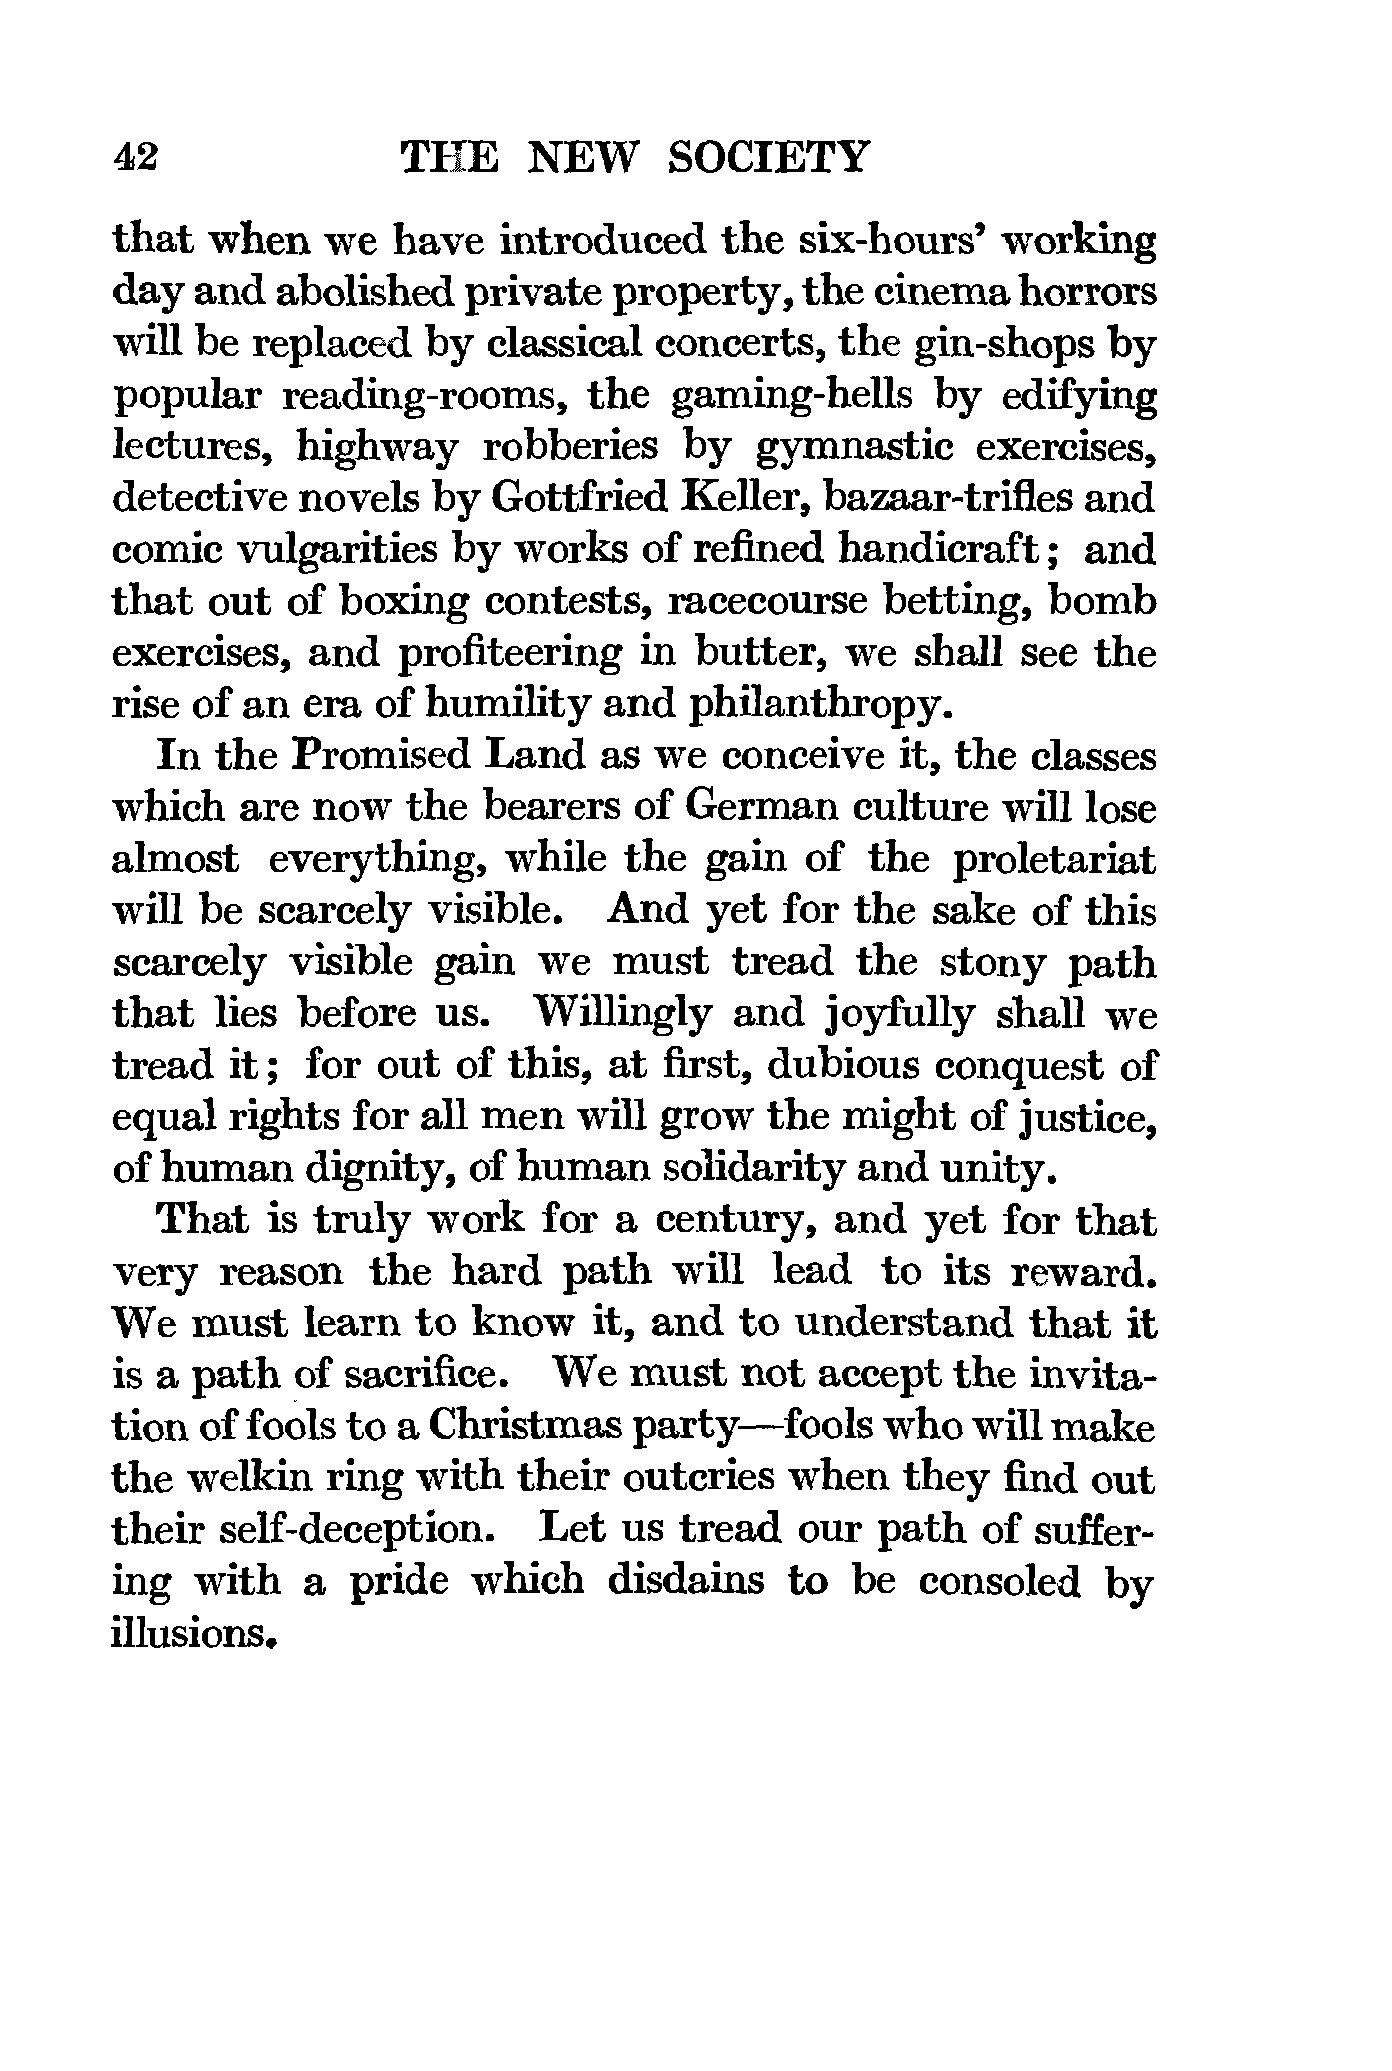 42 THE NEW SOCIETY
that when we have introduced the six-hours’ working
day and abolished private property, the cinema horrors
will be replaced by classical concerts, the gin-shops by
popular reading-rooms, the gaming-hells by edifying
lectures, highway robberies by gymnastic exercises,
detective novels by Gottfried Keller, bazaar-trifles and
comic vulgarities by works of refined handicraft; and
that out of boxing contests, racecourse betting, bomb
exercises, and profiteering in butter, we shall see the
rise of an era of humility and philanthropy.
In the Promised Land as we conceive it, the classes
which are now the bearers of German culture will lose
almost everything, while the gain of the proletariat
will be scarcely visible. And yet for the sake of this
scarcely visible gain we must tread the stony path
that lies before us. Willingly and joyfully shall we
tread it; for out of this, at first, dubious conquest of
equal rights for all men will grow the might of justice,
of human dignity, of human solidarity and unity.
That is truly work for a century, and yet for that
very reason the hard path will lead to its reward.
We must learn to know it, and to understand that it
is a path of sacrifice. We must not accept the invita-
tion of fools to a Christmas party—fools who will make
the welkin ring with their outcries when they find out
their self-deception. Let us tread our path of suffer-
ing with a pride which disdains to be consoled by
illusions.